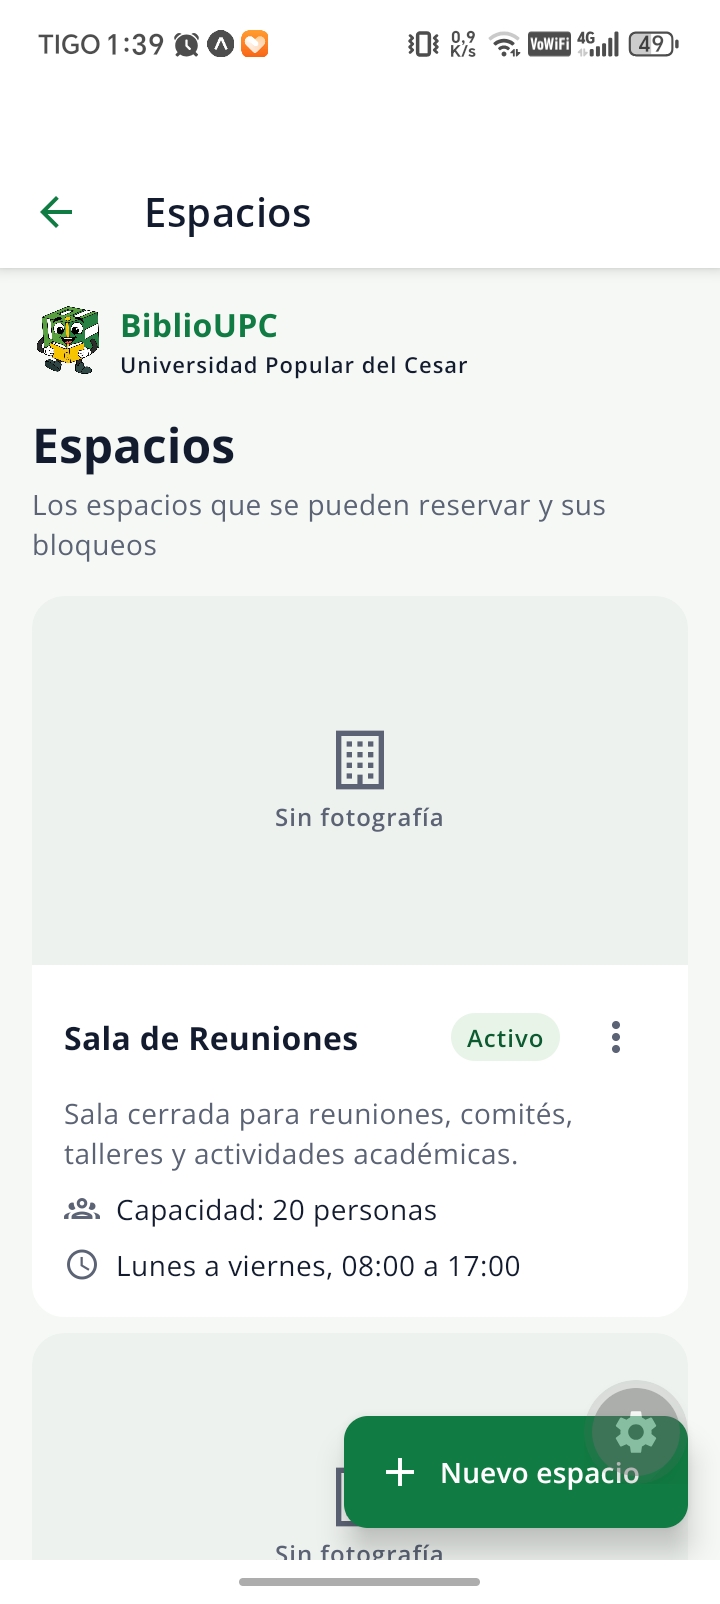 TIGO 1:39
0,9 K/s
VoWiFi
4G
49
Espacios
BiblioUPC
Universidad Popular del Cesar
Espacios
Los espacios que se pueden reservar y sus
bloqueos
Sin fotografía
Sala de Reuniones
Activo
Sala cerrada para reuniones, comités,
talleres y actividades académicas.
Capacidad: 20 personas
Lunes a viernes, 08:00 a 17:00
Nuevo espacio
Sin fotografía